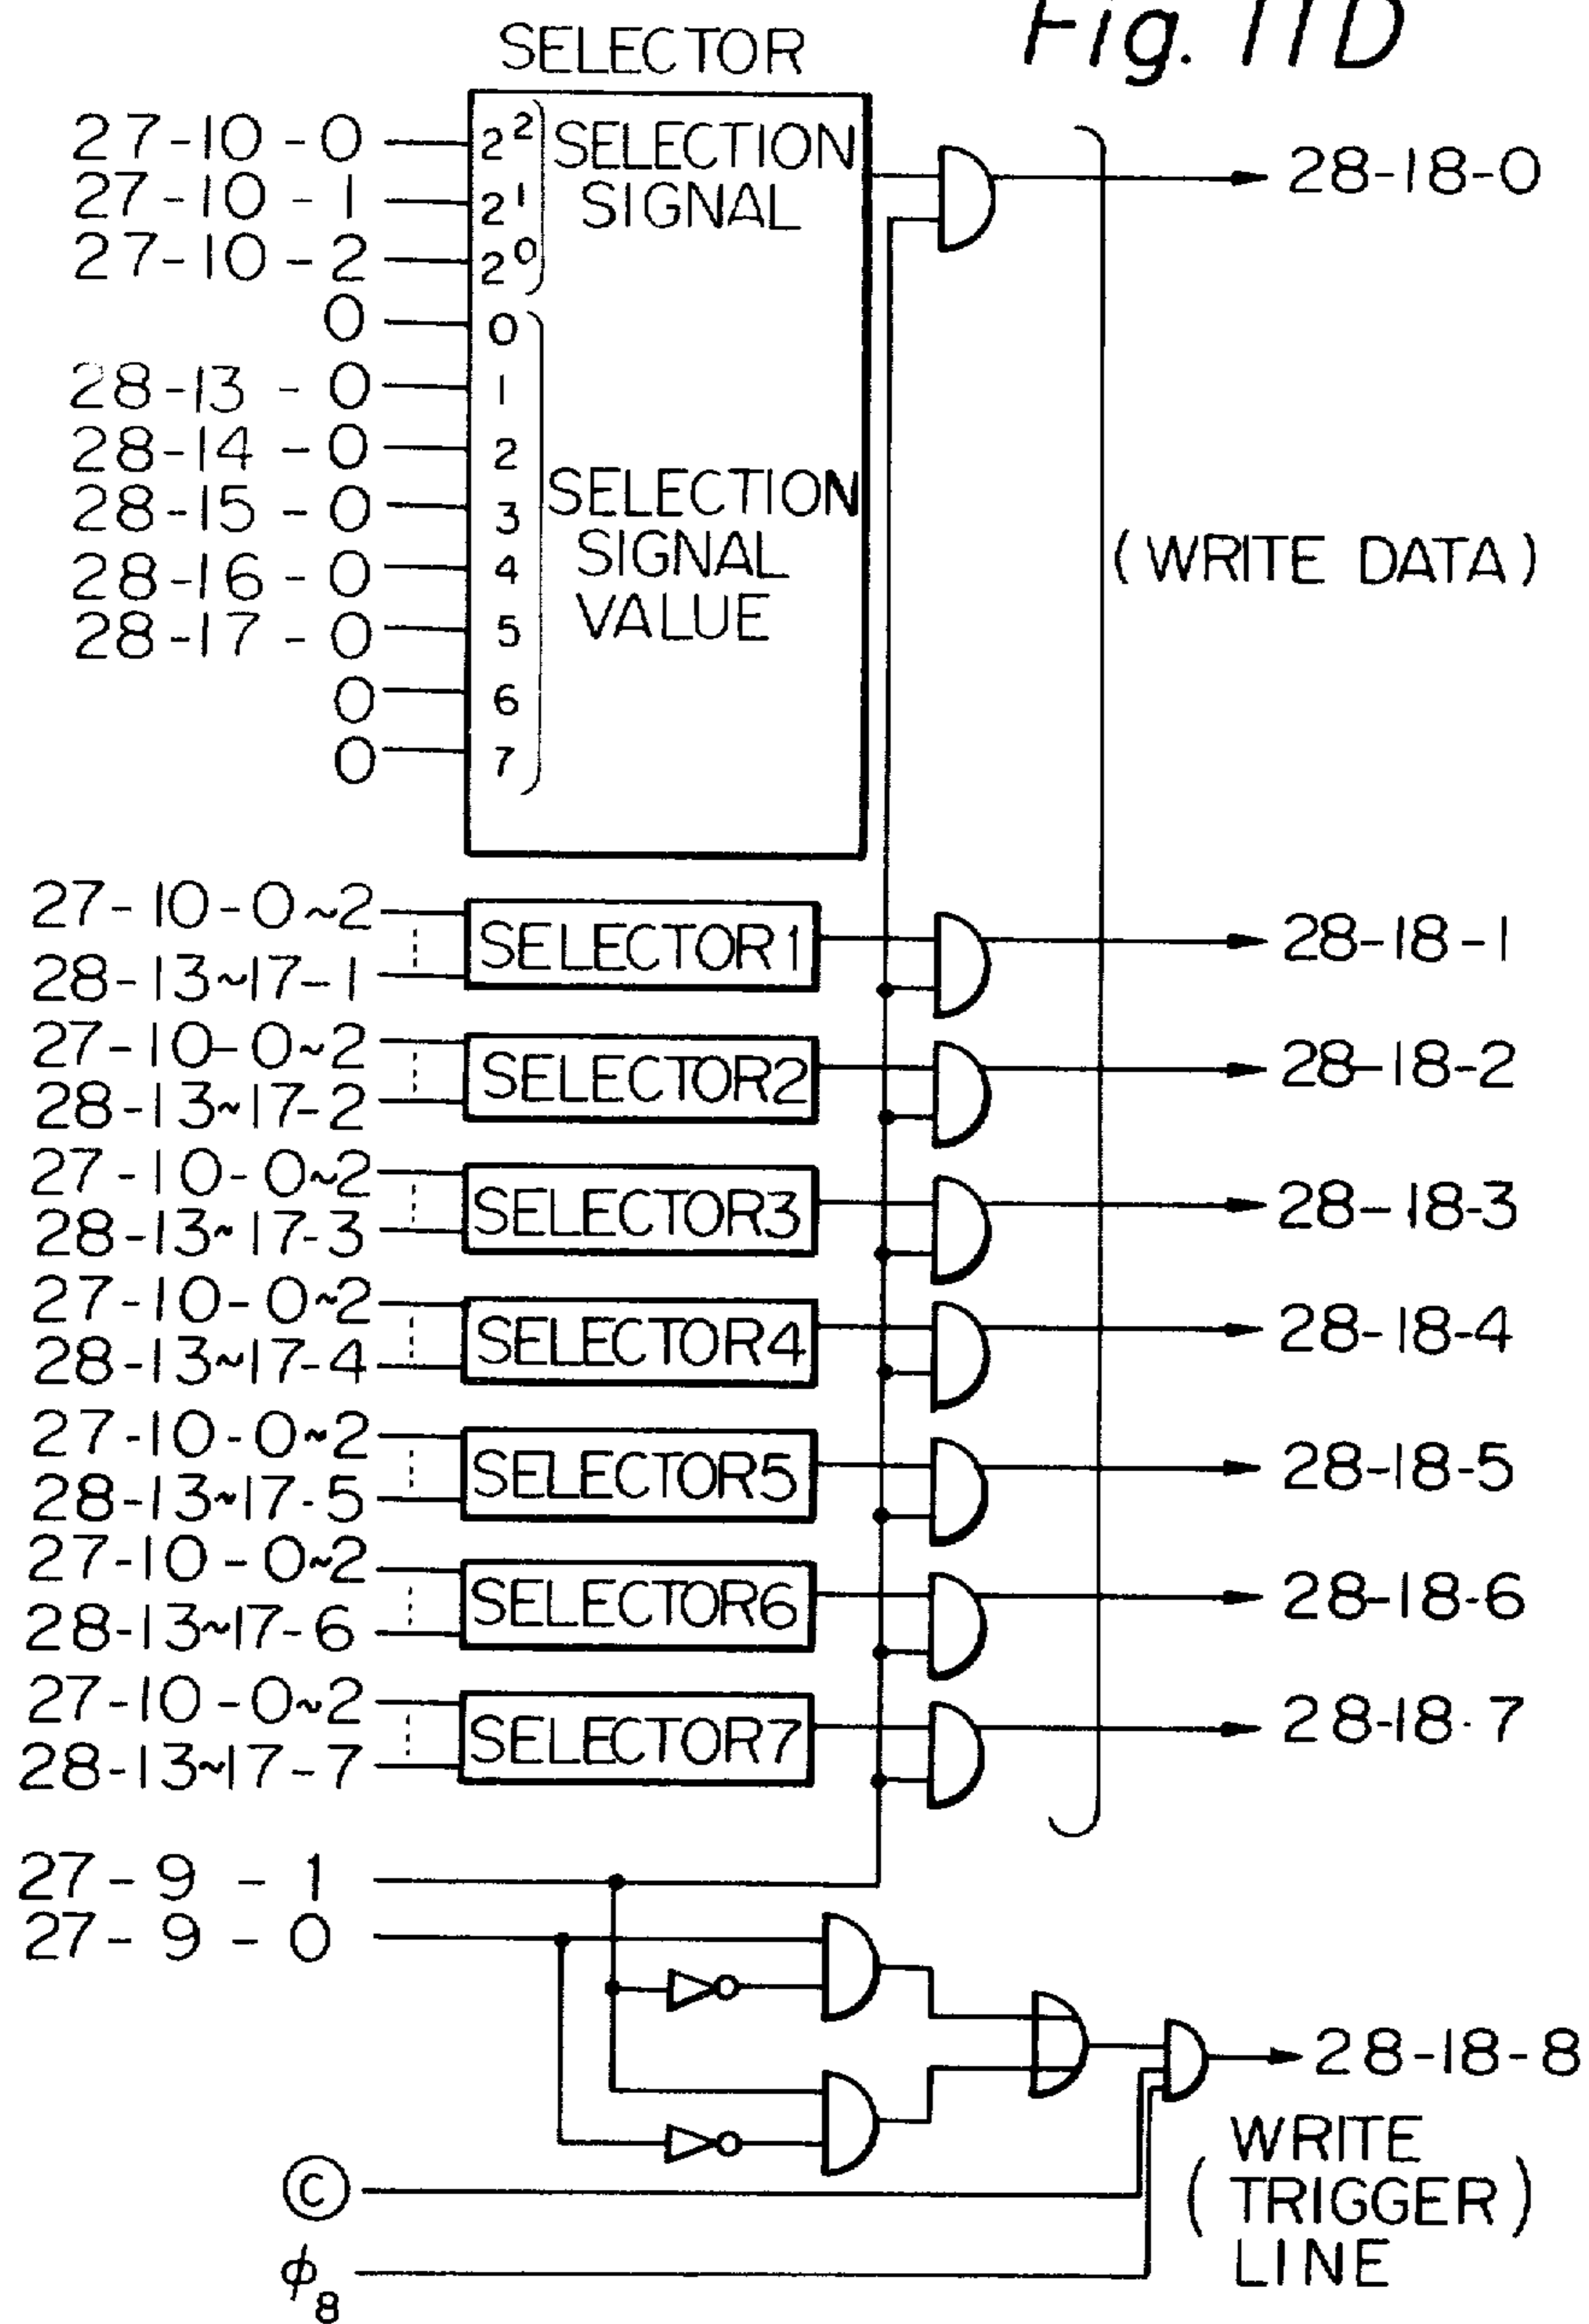 Fig. 11D
SELECTOR
27-10-0
27-10-1
27-10-2
0
28-13-0
28-14-0
28-15-0
28-16-0
28-17-0
0
0
2²
2¹
2⁰
SELECTION
SIGNAL
0
1
2
3
4
5
6
7
SELECTION
SIGNAL
VALUE
28-18-0
(WRITE DATA)
27-10-0~2
28-13~17-1
SELECTOR1
28-18-1
27-10-0~2
28-13~17-2
SELECTOR2
28-18-2
27-10-0~2
28-13~17-3
SELECTOR3
28-18-3
27-10-0~2
28-13~17-4
SELECTOR4
28-18-4
27-10-0~2
28-13~17-5
SELECTOR5
28-18-5
27-10-0~2
28-13~17-6
SELECTOR6
28-18-6
27-10-0~2
28-13~17-7
SELECTOR7
28-18-7
27-9-1
27-9-0
28-18-8
Ⓒ
ϕ₈
WRITE
(TRIGGER)
LINE